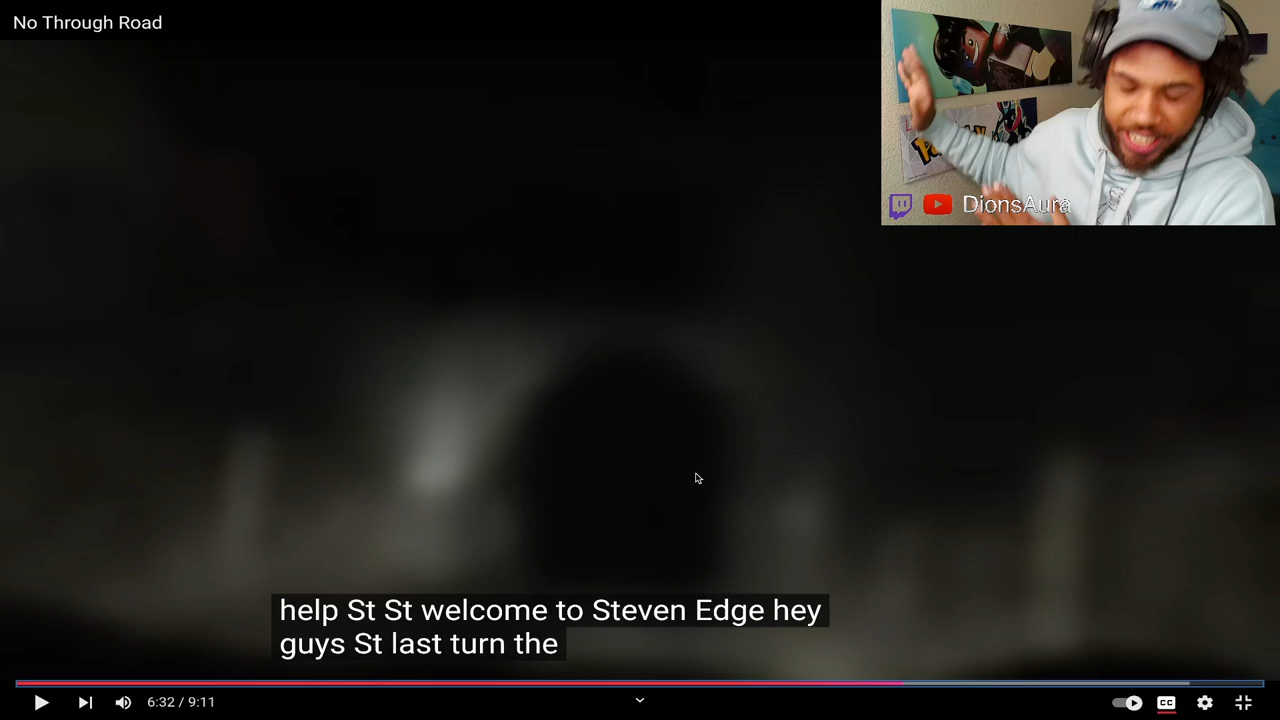 No Through Road
DionsAura
help St St welcome to Steven Edge hey
guys St last turn the
6:32 / 9:11
CC